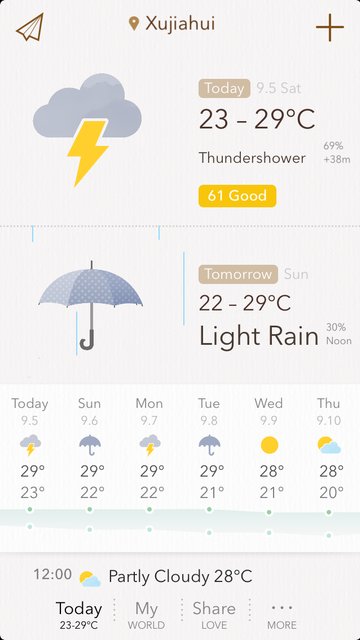 Xujiahui
Today 9.5 Sat
23 – 29°C
Thundershower 69% +38m
61 Good
Tomorrow Sun
22 – 29°C
Light Rain 30% Noon
Today Sun Mon Tue Wed Thu
9.5 9.6 9.7 9.8 9.9 9.10
29° 29° 29° 29° 28° 28°
23° 22° 22° 21° 21° 20°
12:00 Partly Cloudy 28°C
Today My Share •••
23-29°C WORLD LOVE MORE